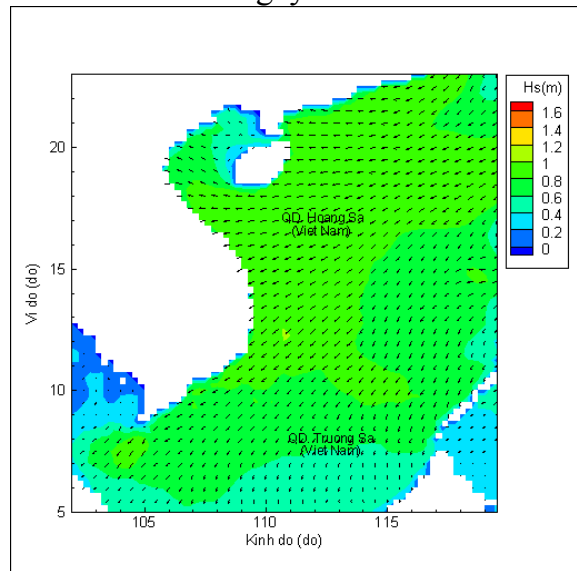 Hs(m)
1.6
1.4
1.2
1
0.8
0.6
0.4
0.2
0
20
15
10
5
Vi do (do)
QD. Hoang Sa
(Viet Nam)
QD. Truong Sa
(Viet Nam)
105
110
115
Kinh do (do)